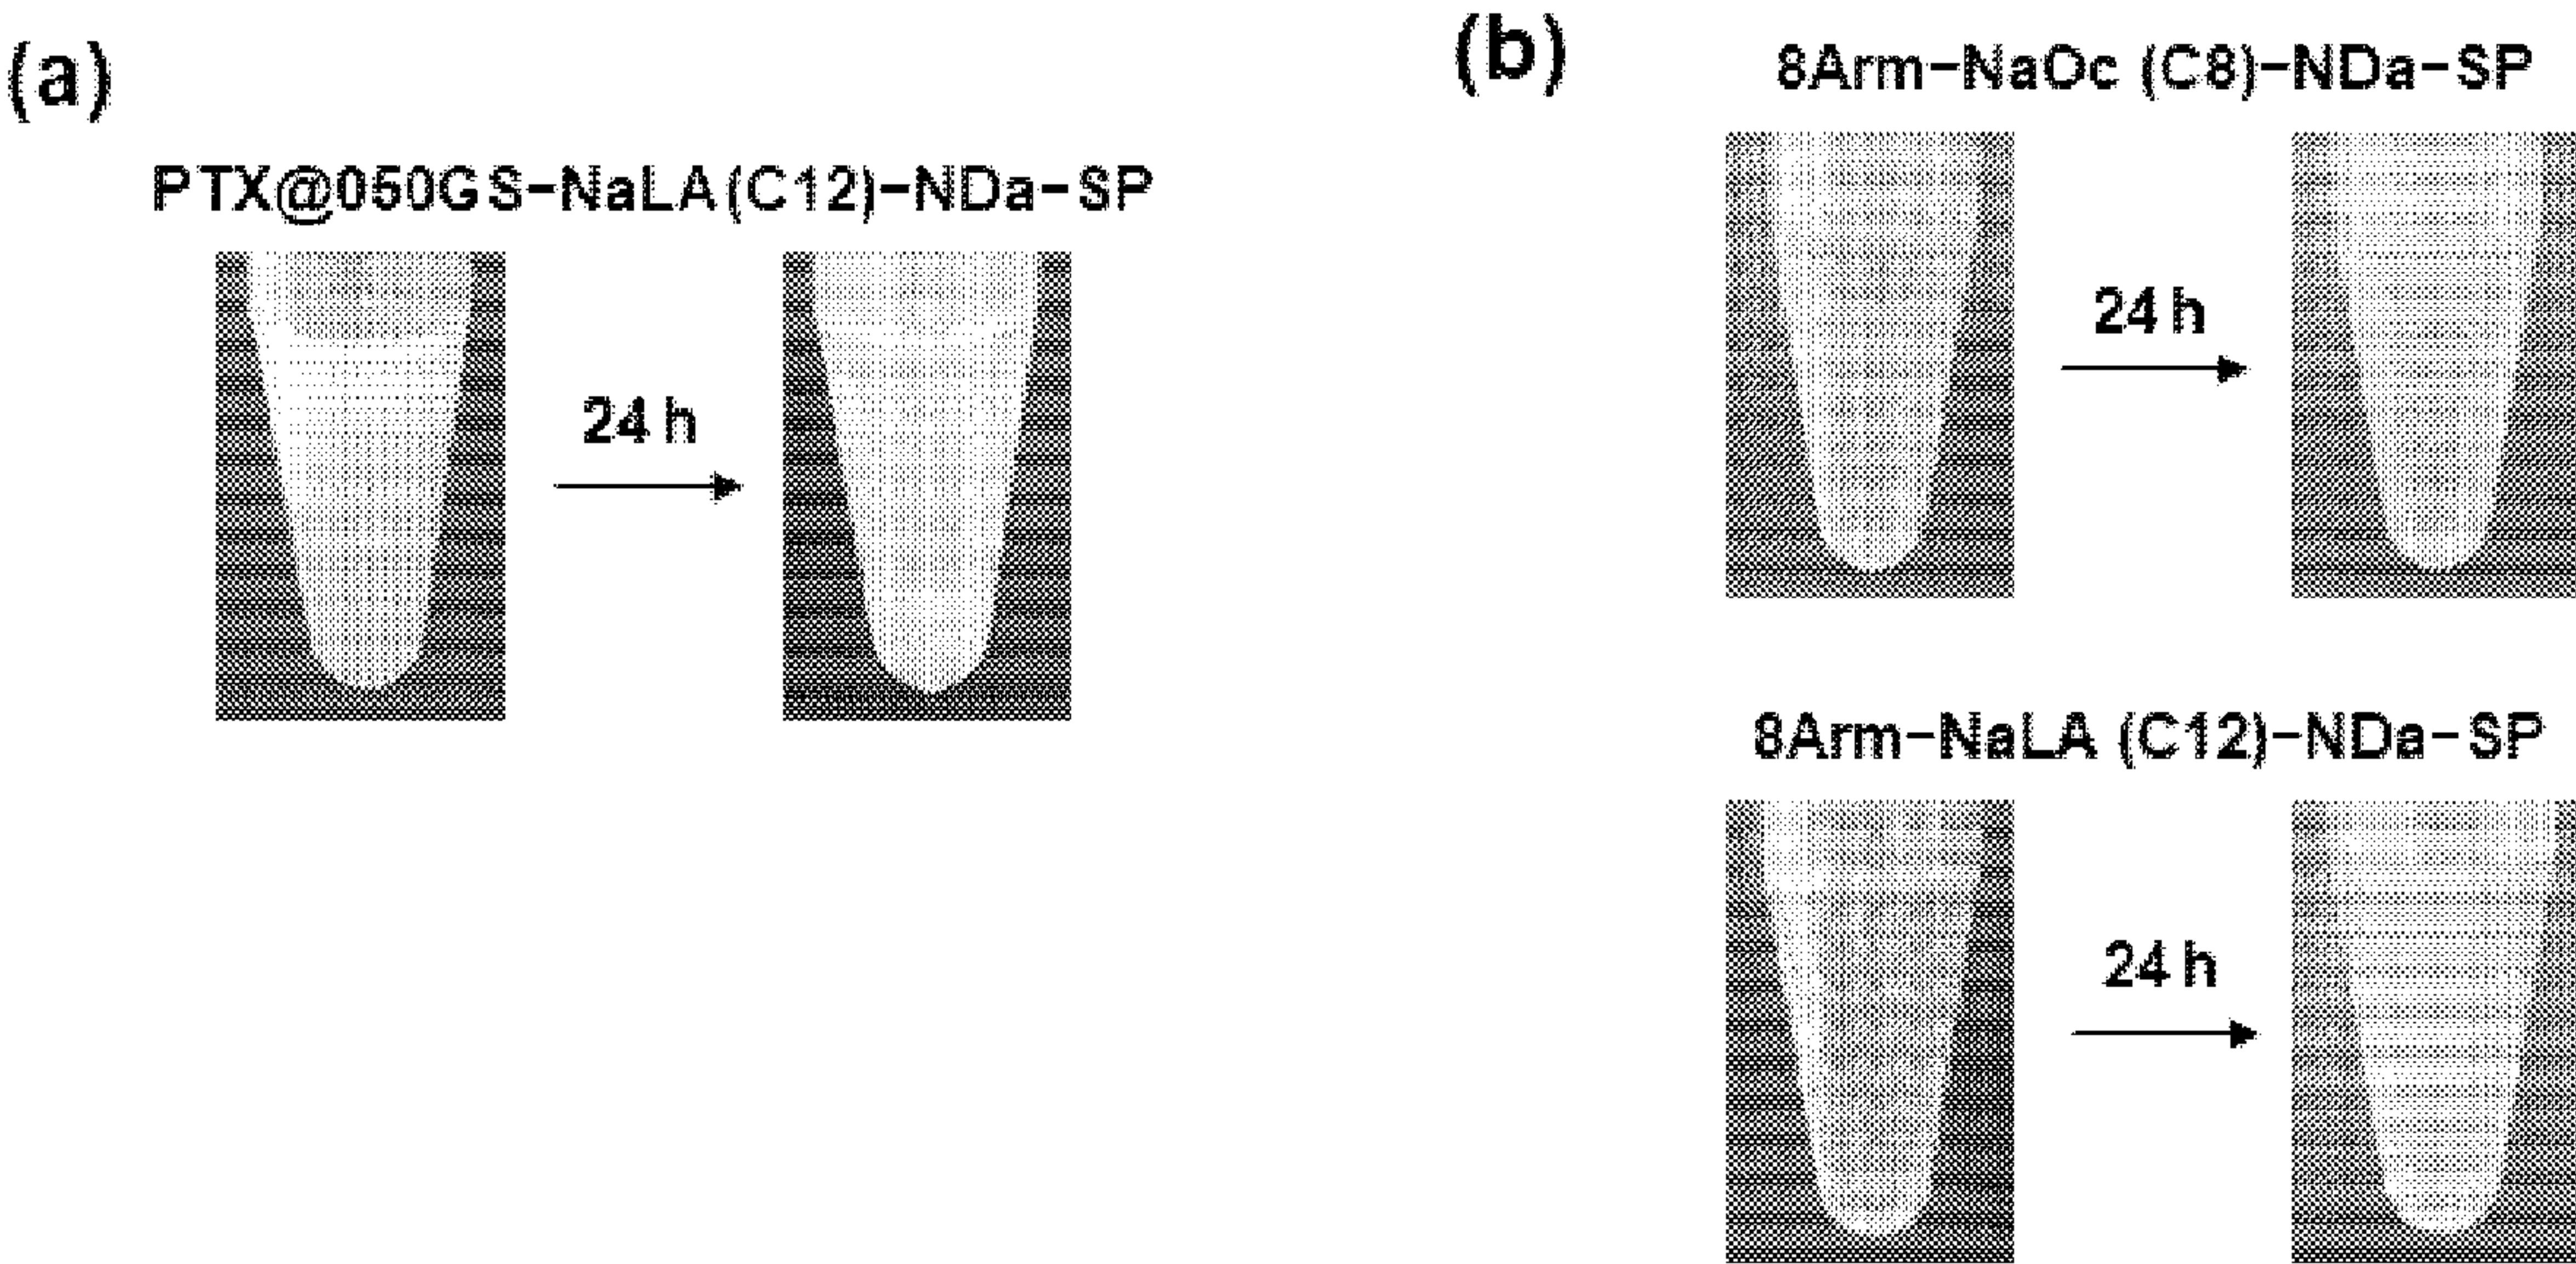 (a)
PTX@050GS-NaLA(C12)-NDa-SP
24 h
(b)
8Arm-NaOc (C8)-NDa-SP
24 h
8Arm-NaLA (C12)-NDa-SP
24 h